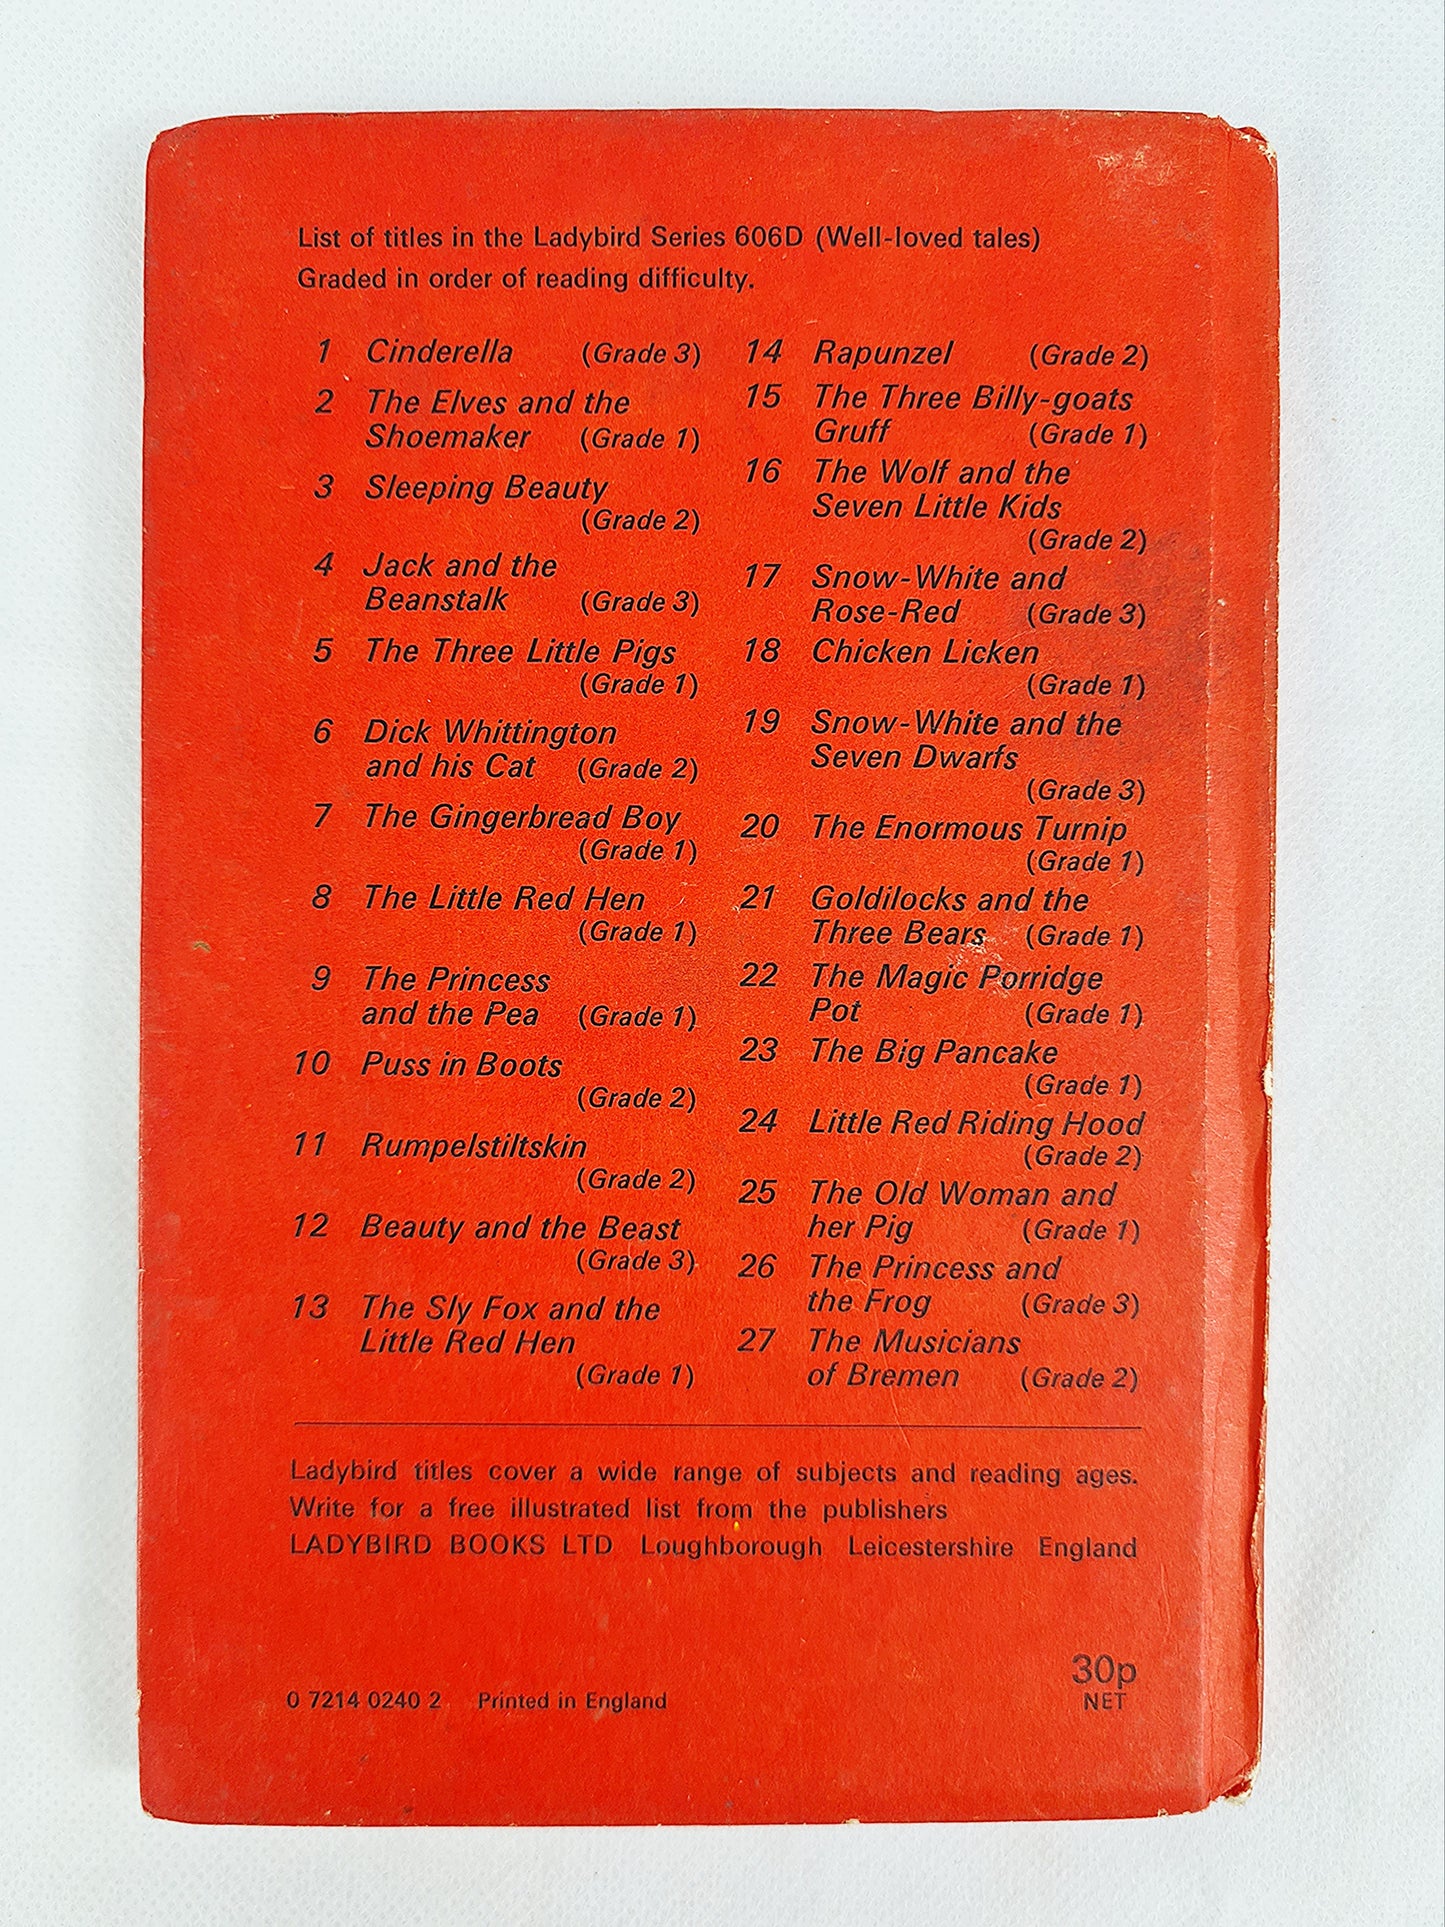 List of titles in the Ladybird Series 606D (Well-loved tales)
Graded in order of reading difficulty.
1 Cinderella (Grade 3)
2 The Elves and the
Shoemaker (Grade 1)
3 Sleeping Beauty
(Grade 2)
4 Jack and the
Beanstalk (Grade 3)
5 The Three Little Pigs
(Grade 1)
6 Dick Whittington
and his Cat (Grade 2)
7 The Gingerbread Boy
(Grade 1)
8 The Little Red Hen
(Grade 1)
9 The Princess
and the Pea (Grade 1)
10 Puss in Boots
(Grade 2)
11 Rumpelstiltskin
(Grade 2)
12 Beauty and the Beast
(Grade 3)
13 The Sly Fox and the
Little Red Hen
(Grade 1)
14 Rapunzel (Grade 2)
15 The Three Billy-goats
Gruff (Grade 1)
16 The Wolf and the
Seven Little Kids
(Grade 2)
17 Snow-White and
Rose-Red (Grade 3)
18 Chicken Licken
(Grade 1)
19 Snow-White and the
Seven Dwarfs
(Grade 3)
20 The Enormous Turnip
(Grade 1)
21 Goldilocks and the
Three Bears (Grade 1)
22 The Magic Porridge
Pot (Grade 1)
23 The Big Pancake
(Grade 1)
24 Little Red Riding Hood
(Grade 2)
25 The Old Woman and
her Pig (Grade 1)
26 The Princess and
the Frog (Grade 3)
27 The Musicians
of Bremen (Grade 2)
Ladybird titles cover a wide range of subjects and reading ages.
Write for a free illustrated list from the publishers
LADYBIRD BOOKS LTD Loughborough Leicestershire England
30p
NET
0 7214 0240 2 Printed in England